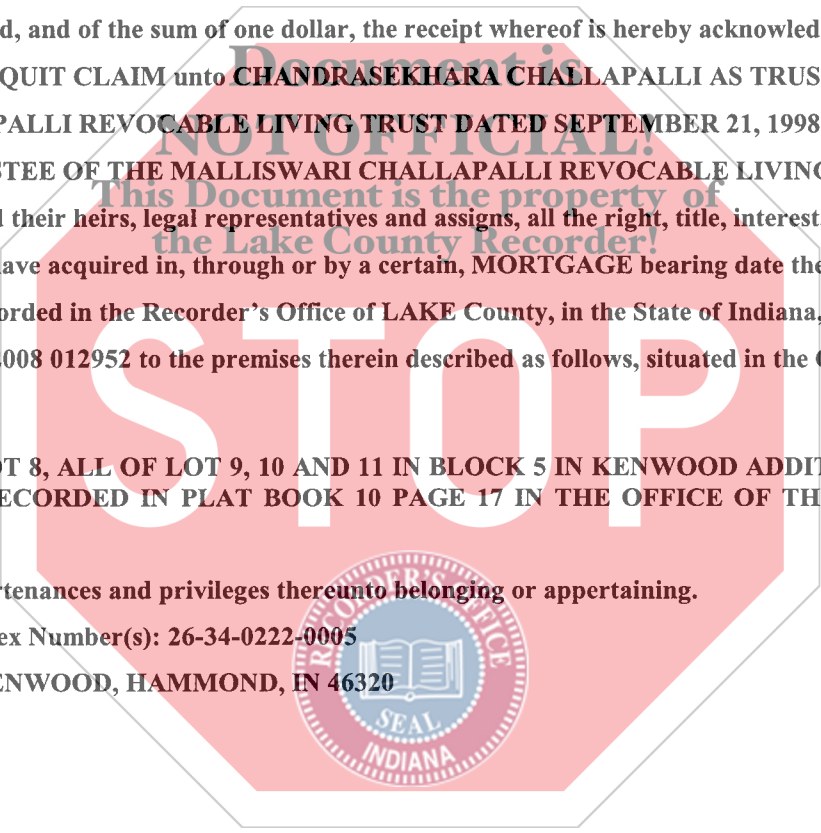 d, and of the sum of one dollar, the receipt whereof is hereby acknowled
Document is
QUIT CLAIM unto CHANDRASEKHARA CHALLAPALLI AS TRUS
PALLI REVOCABLE LIVING TRUST DATED SEPTEMBER 21, 1998
NOT OFFICIAL!
STEE OF THE MALLISWARI CHALLAPALLI REVOCABLE LIVING
This Document is the property of
their heirs, legal representatives and assigns, all the right, title, interest
the Lake County Recorder!
ave acquired in, through or by a certain, MORTGAGE bearing date the
orded in the Recorder's Office of LAKE County, in the State of Indiana,
008 012952 to the premises therein described as follows, situated in the
STOP
OT 8, ALL OF LOT 9, 10 AND 11 IN BLOCK 5 IN KENWOOD ADDIT
ECORDED IN PLAT BOOK 10 PAGE 17 IN THE OFFICE OF TH
rtenances and privileges thereunto belonging or appertaining.
ex Number(s): 26-34-0222-0005
ENWOOD, HAMMOND, IN 46320
RECORDER'S OFFICE
SEAL
INDIANA